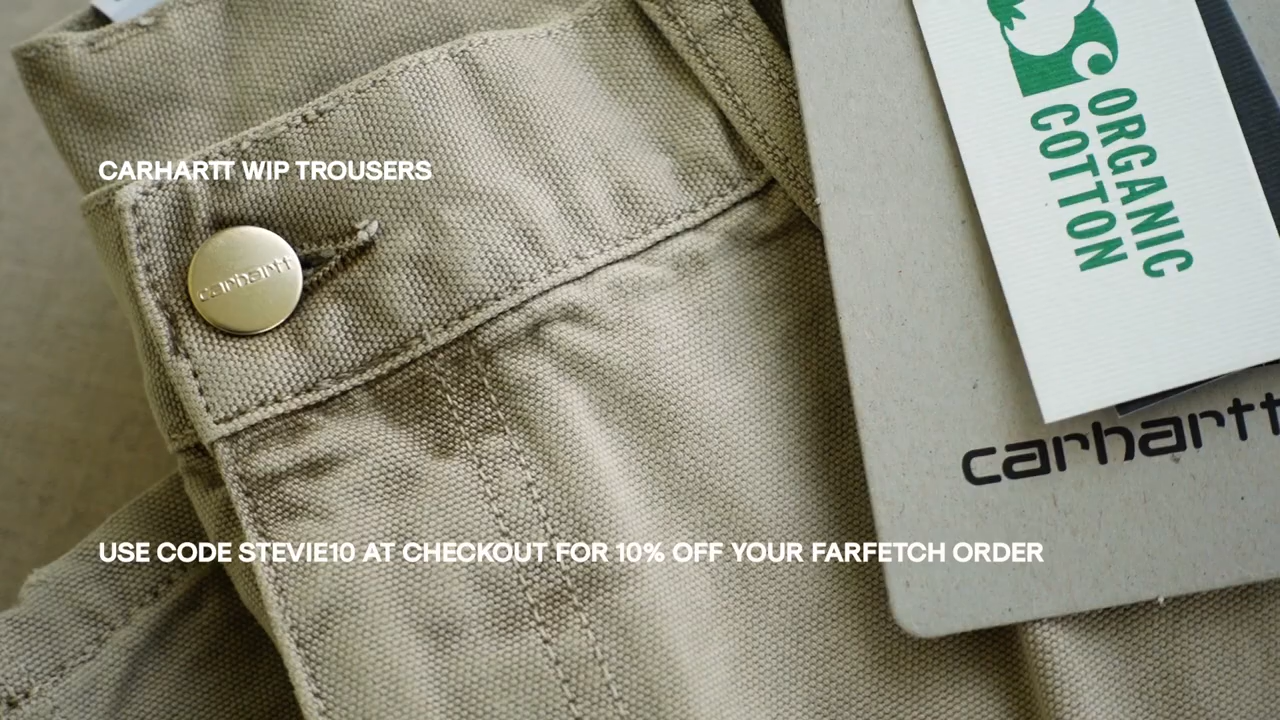 CARHARTT WIP TROUSERS
carhartt
ORGANIC
COTTON
carhartt
USE CODE STEVIE10 AT CHECKOUT FOR 10% OFF YOUR FARFETCH ORDER